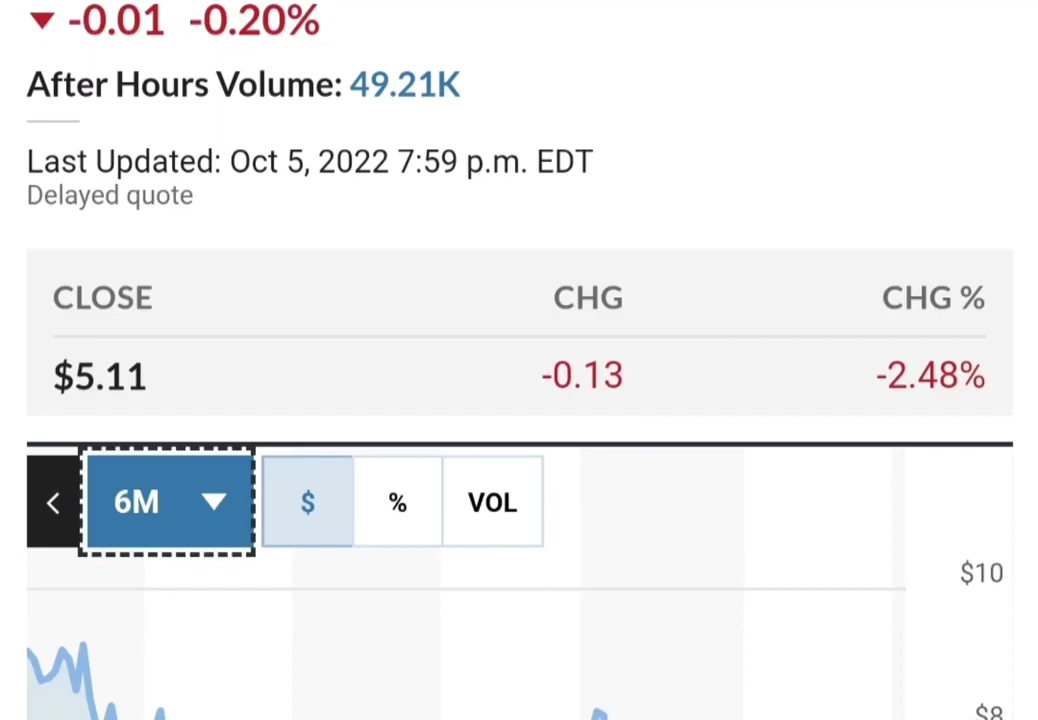 -0.01 -0.20%
After Hours Volume: 49.21K
Last Updated: Oct 5, 2022 7:59 p.m. EDT
Delayed quote
CLOSE CHG CHG %
$5.11 -0.13 -2.48%
6M $ % VOL
$10
$8